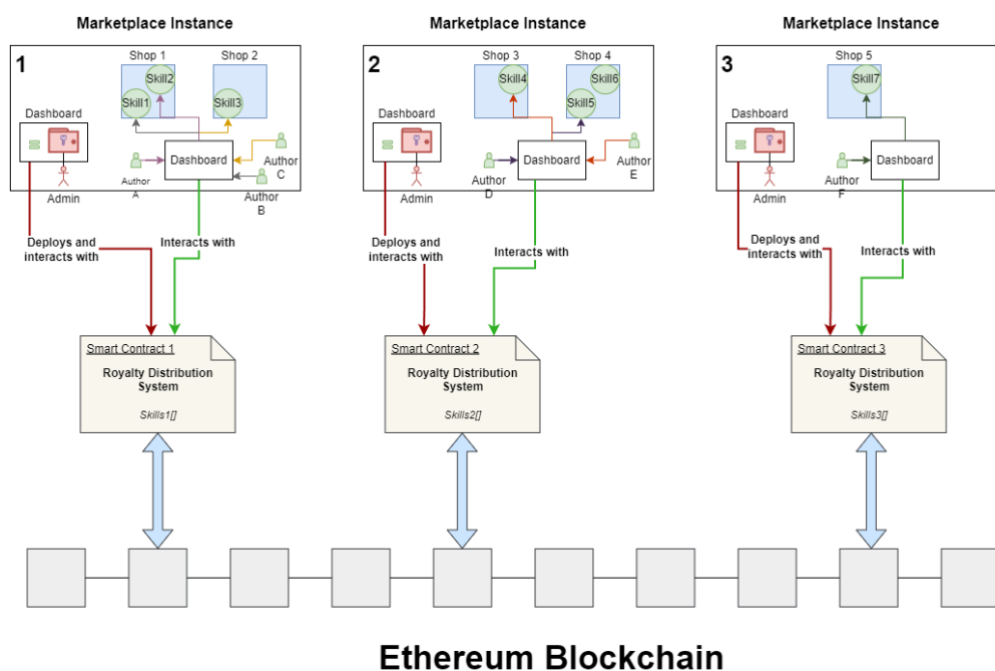 Marketplace Instance
Marketplace Instance
Marketplace Instance
1
Shop 1
Shop 2
Skill2
Skill1
Skill3
Dashboard
Admin
Dashboard
Author
A
Author
C
Author
B
2
Shop 3
Shop 4
Skill4
Skill6
Skill5
Dashboard
Admin
Dashboard
Author
D
Author
E
3
Shop 5
Skill7
Dashboard
Admin
Dashboard
Author
F
Deploys and
interacts with
Interacts with
Deploys and
interacts with
Interacts with
Deploys and
interacts with
Interacts with
Smart Contract 1
Royalty Distribution
System
Skills1[]
Smart Contract 2
Royalty Distribution
System
Skills2[]
Smart Contract 3
Royalty Distribution
System
Skills3[]
Ethereum Blockchain